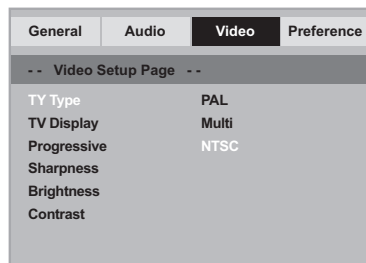 General Audio Video Preference
-- Video Setup Page --
TY Type PAL
TV Display Multi
Progressive NTSC
Sharpness
Brightness
Contrast